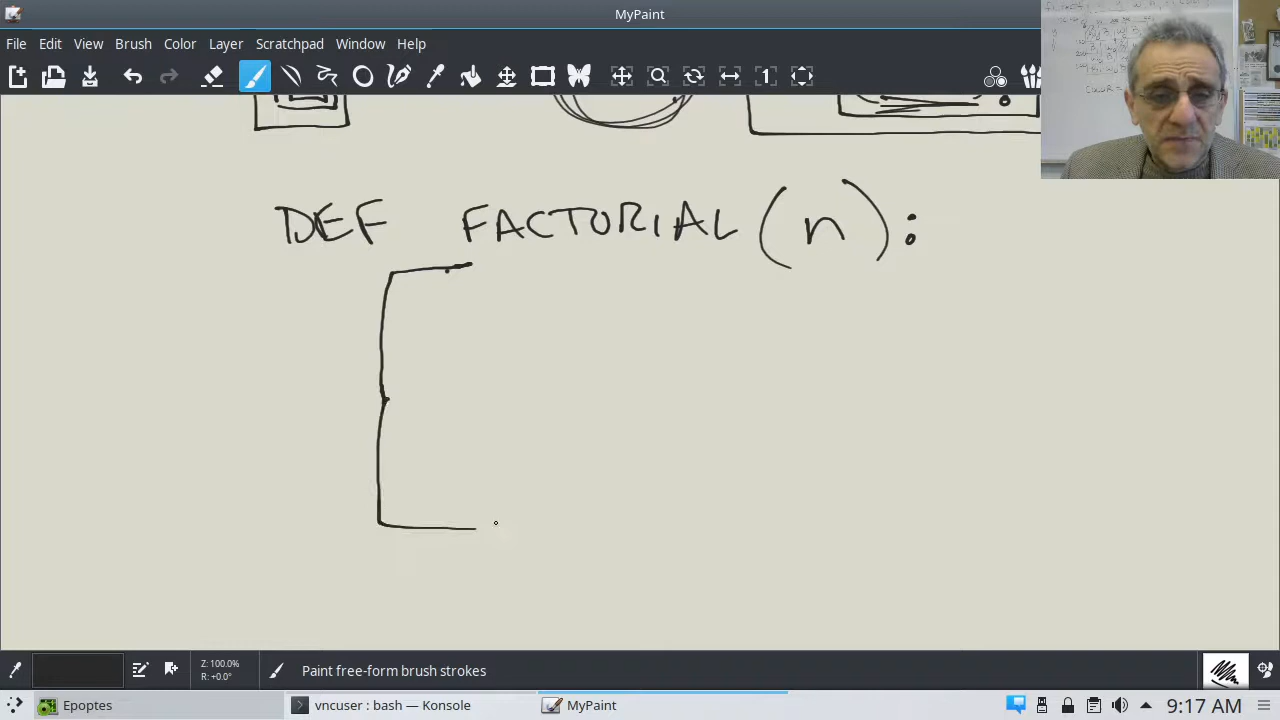 MyPaint
File Edit View Brush Color Layer Scratchpad Window Help
1
DEF FACTORIAL(n):
Z: 100.0%
R: +0.0°
Paint free-form brush strokes
Epoptes
vncuser : bash — Konsole
MyPaint
9:17 AM